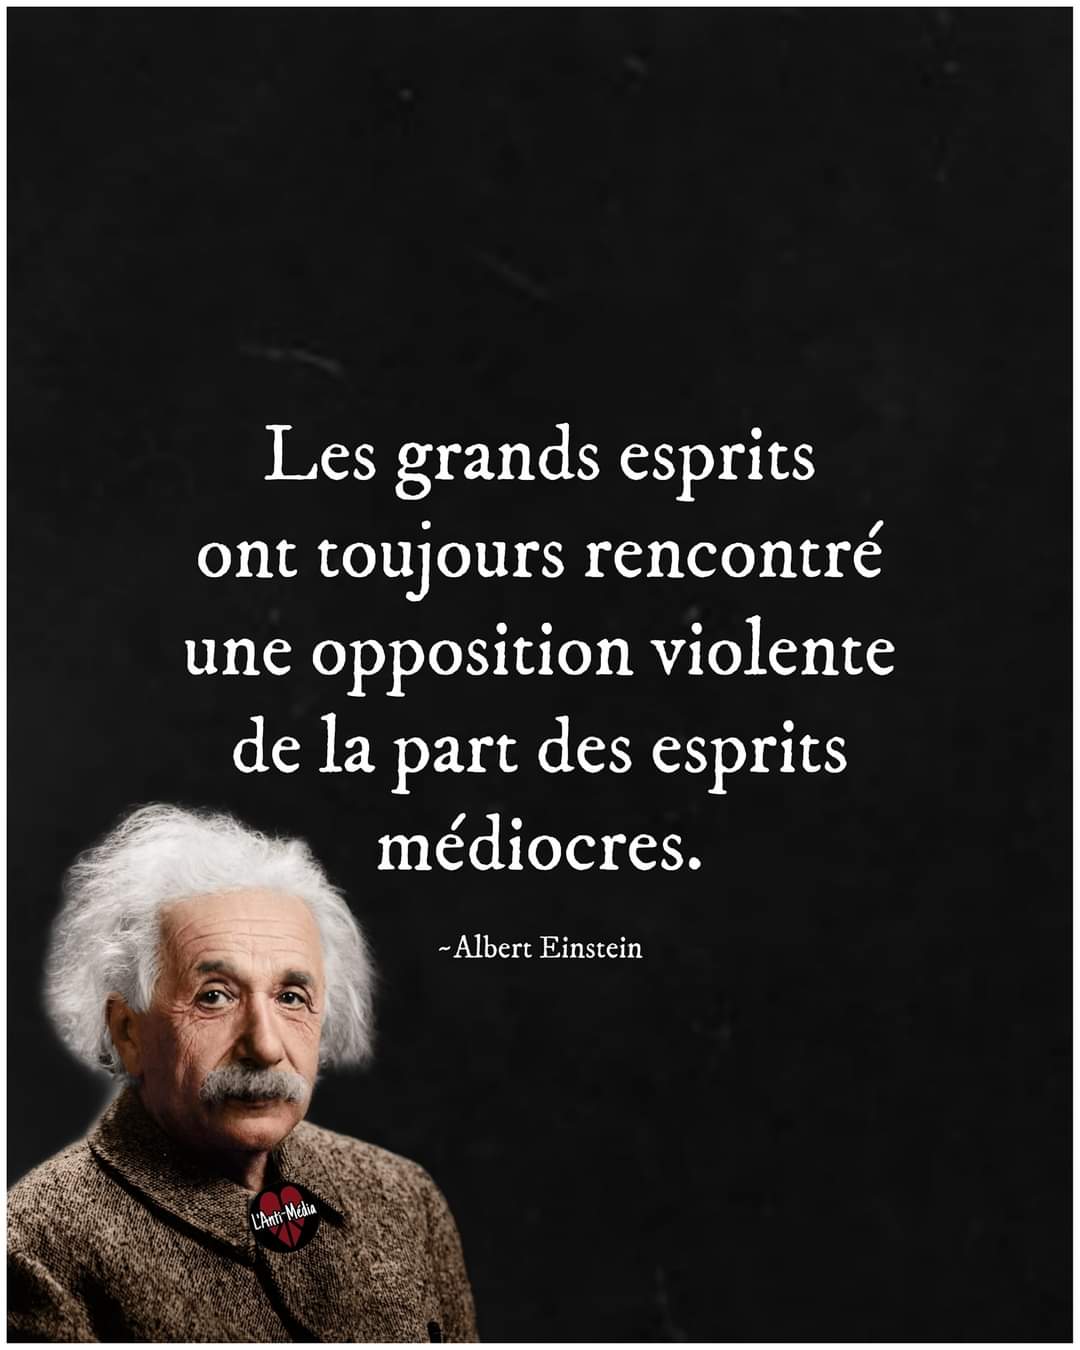 Les grands esprits
ont toujours rencontré
une opposition violente
de la part des esprits
médiocres.
~Albert Einstein
L'Anti-Média